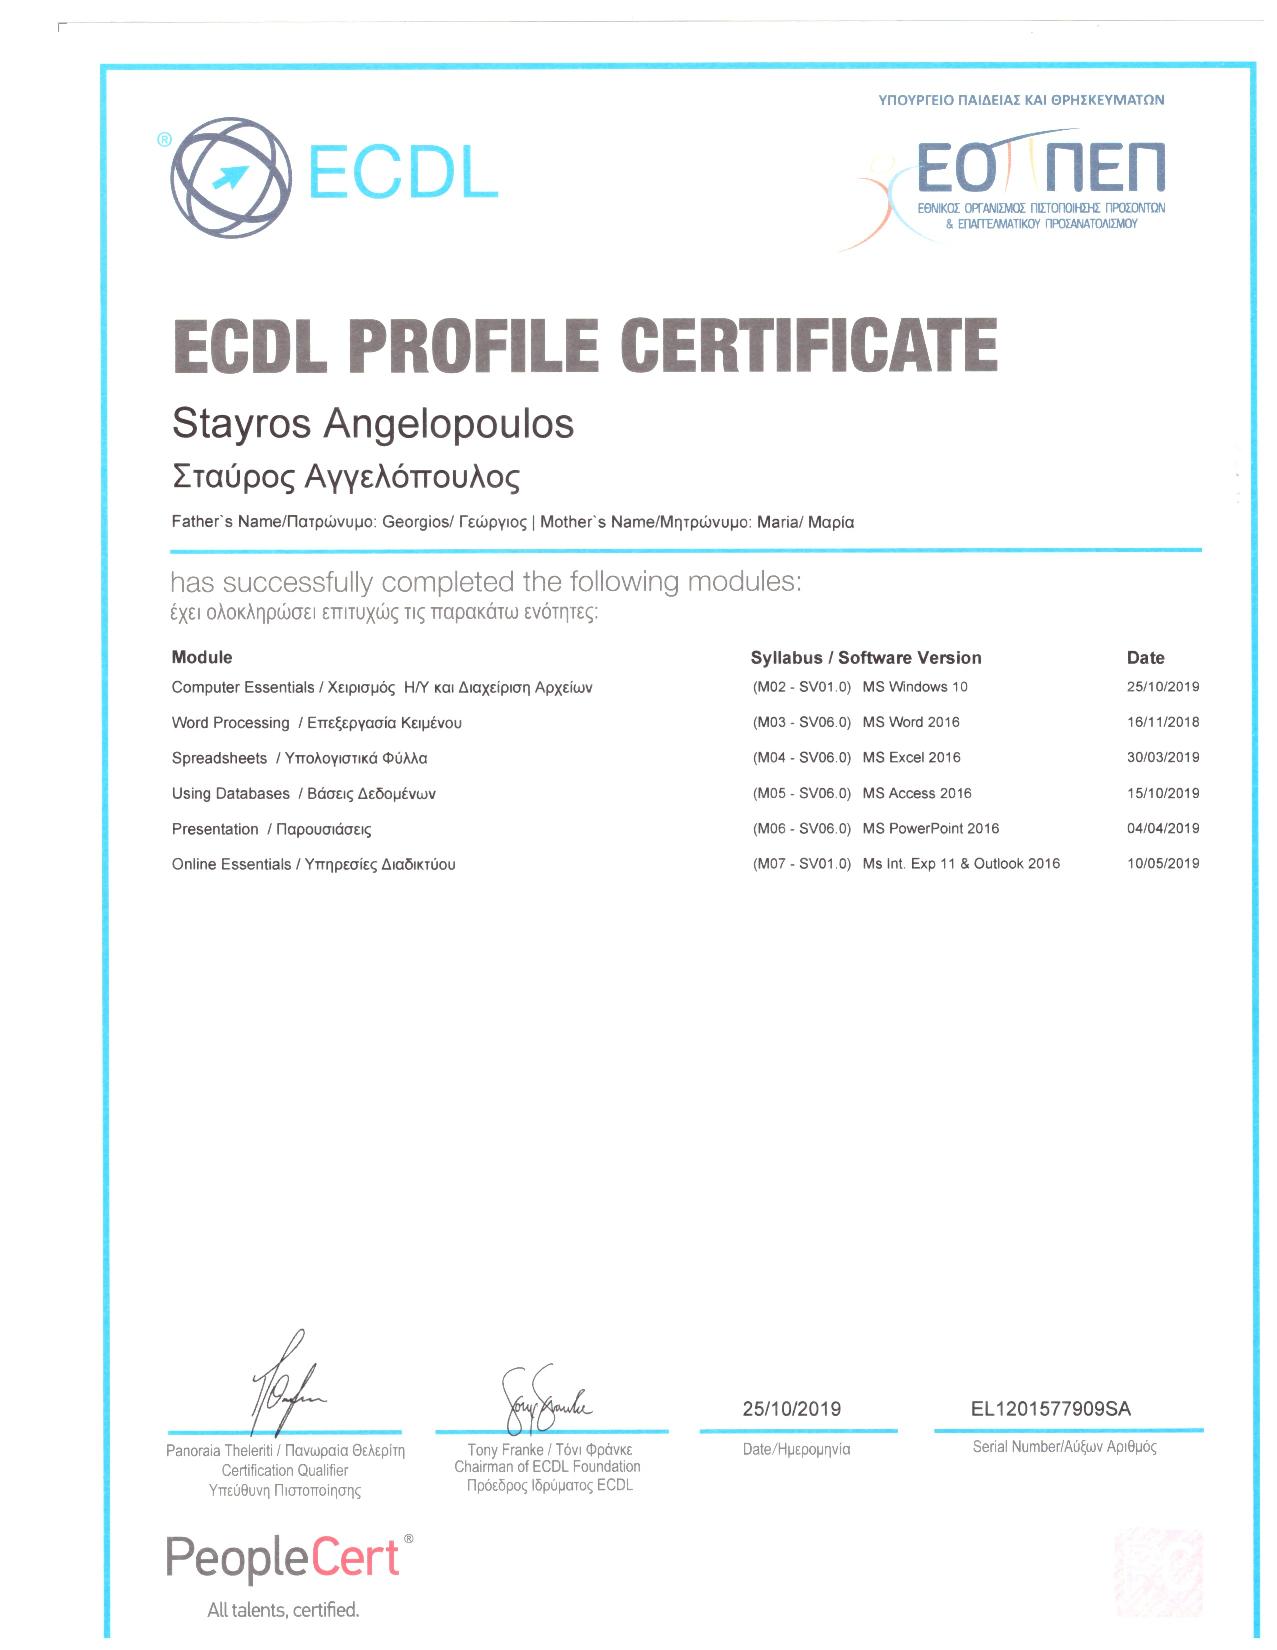 ΥΠΟΥΡΓΕΙΟ ΠΑΙΔΕΙΑΣ ΚΑΙ ΘΡΗΣΚΕΥΜΑΤΩΝ
® ECDL
ΕΟΠΠΕΠ
ΕΘΝΙΚΟΣ ΟΡΓΑΝΙΣΜΟΣ ΠΙΣΤΟΠΟΙΗΣΗΣ ΠΡΟΣΟΝΤΩΝ
& ΕΠΑΓΓΕΛΜΑΤΙΚΟΥ ΠΡΟΣΑΝΑΤΟΛΙΣΜΟΥ
ECDL PROFILE CERTIFICATE
Stayros Angelopoulos
Σταύρος Αγγελόπουλος
Father`s Name/Πατρώνυμο: Georgios/ Γεώργιος | Mother`s Name/Μητρώνυμο: Maria/ Μαρία
has successfully completed the following modules:
έχει ολοκληρώσει επιτυχώς τις παρακάτω ενότητες:
Module Syllabus / Software Version Date
Computer Essentials / Χειρισμός Η/Υ και Διαχείριση Αρχείων (M02 - SV01.0) MS Windows 10 25/10/2019
Word Processing / Επεξεργασία Κειμένου (M03 - SV06.0) MS Word 2016 16/11/2018
Spreadsheets / Υπολογιστικά Φύλλα (M04 - SV06.0) MS Excel 2016 30/03/2019
Using Databases / Βάσεις Δεδομένων (M05 - SV06.0) MS Access 2016 15/10/2019
Presentation / Παρουσιάσεις (M06 - SV06.0) MS PowerPoint 2016 04/04/2019
Online Essentials / Υπηρεσίες Διαδικτύου (M07 - SV01.0) Ms Int. Exp 11 & Outlook 2016 10/05/2019
25/10/2019 EL1201577909SA
Panoraia Theleriti / Πανωραία Θελερίτη
Certification Qualifier
Υπεύθυνη Πιστοποίησης
Tony Franke / Τόνι Φράνκε
Chairman of ECDL Foundation
Πρόεδρος Ιδρύματος ECDL
Date/Ημερομηνία
Serial Number/Αύξων Αριθμός
PeopleCert®
All talents, certified.